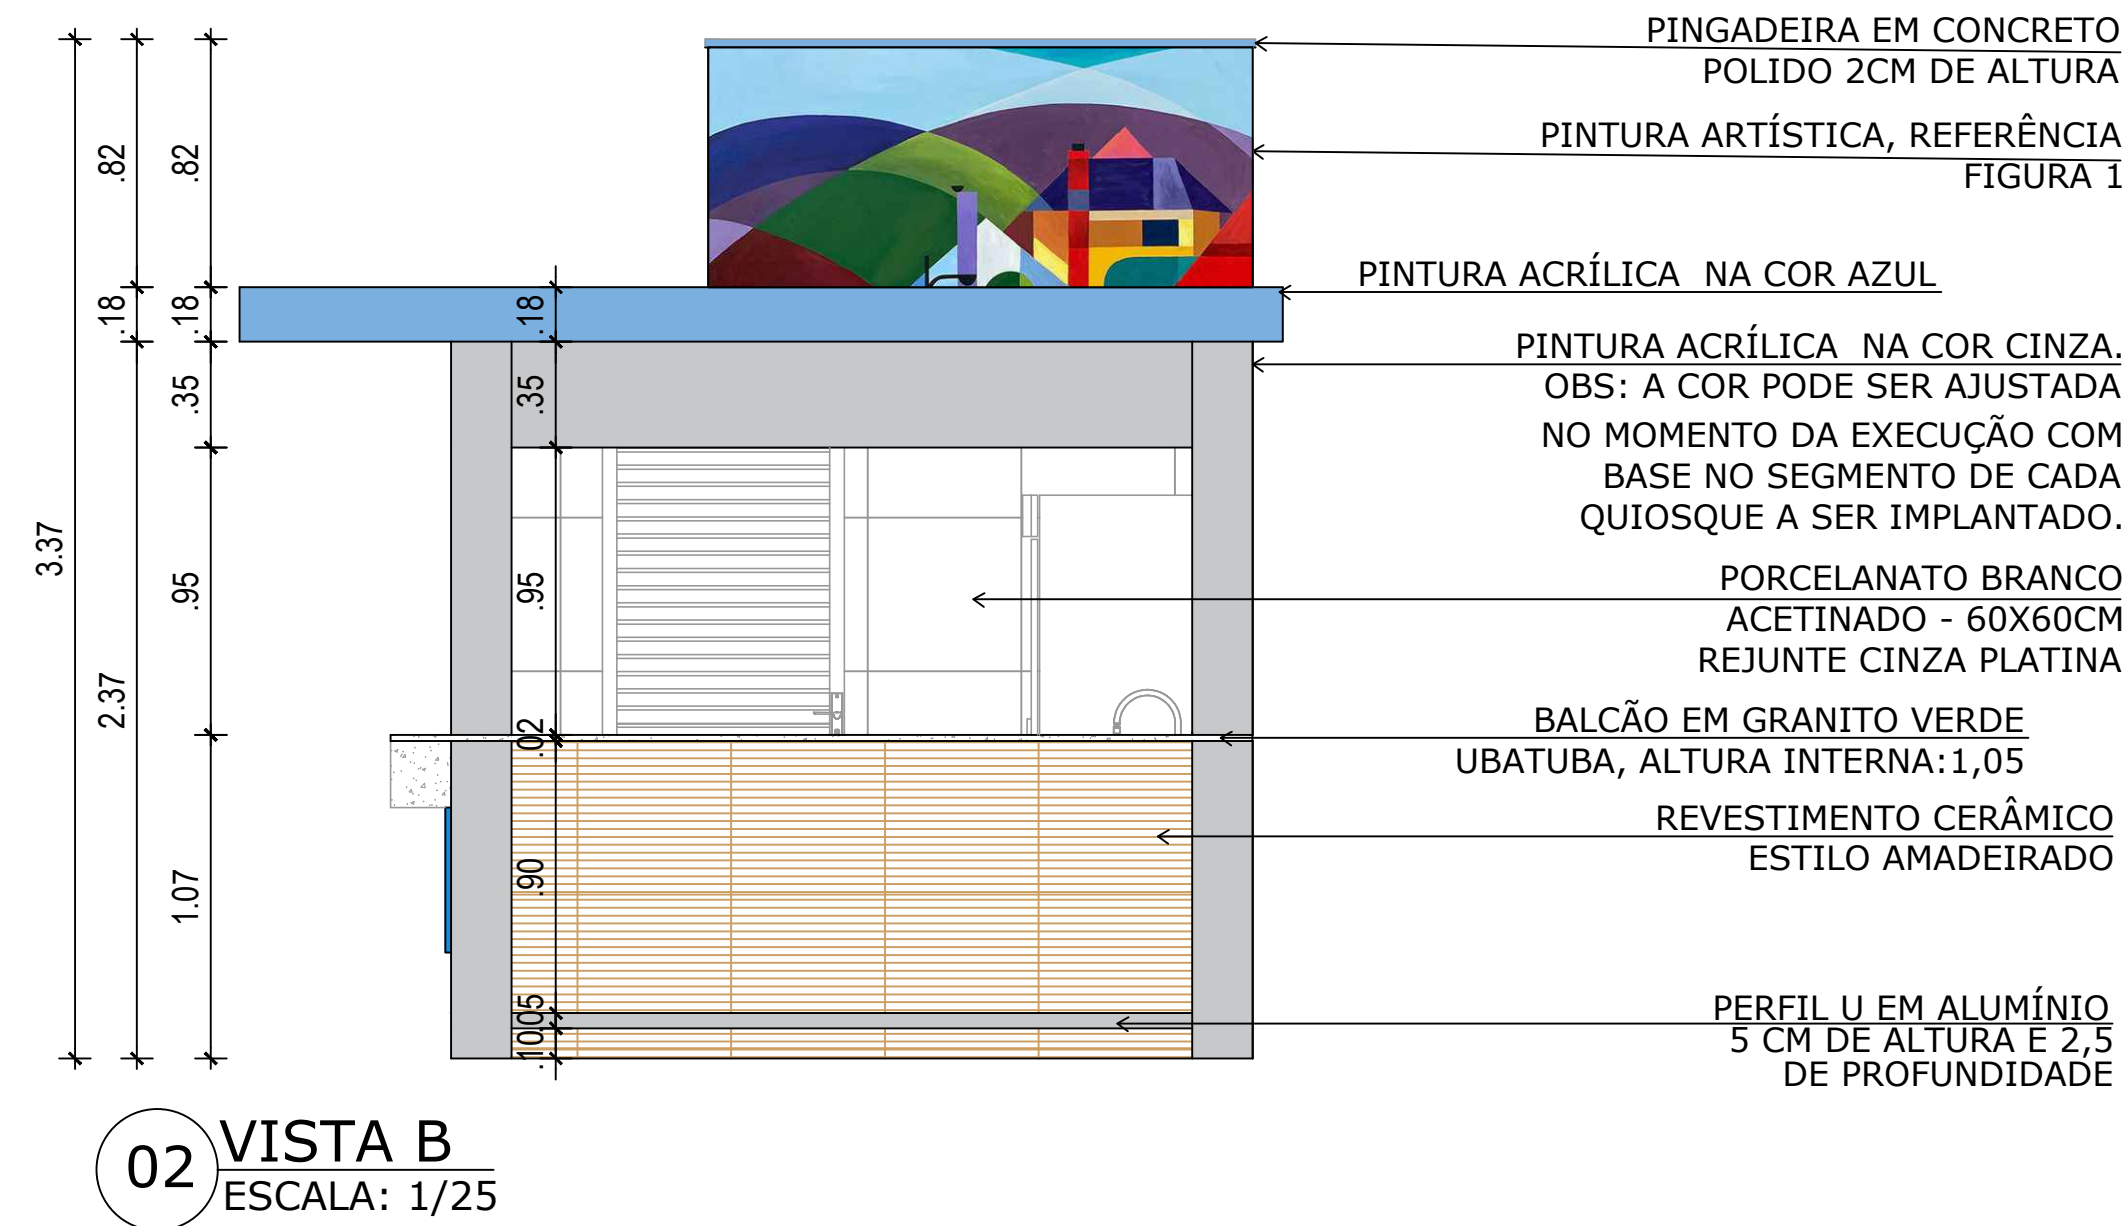 PINGADEIRA EM CONCRETO
POLIDO 2CM DE ALTURA
PINTURA ARTÍSTICA, REFERÊNCIA
FIGURA 1
PINTURA ACRÍLICA  NA COR AZUL
PINTURA ACRÍLICA  NA COR CINZA.
OBS: A COR PODE SER AJUSTADA
NO MOMENTO DA EXECUÇÃO COM
BASE NO SEGMENTO DE CADA
QUIOSQUE A SER IMPLANTADO.
PORCELANATO BRANCO
ACETINADO - 60X60CM
REJUNTE CINZA PLATINA
BALCÃO EM GRANITO VERDE
UBATUBA, ALTURA INTERNA:1,05
REVESTIMENTO CERÂMICO
ESTILO AMADEIRADO
PERFIL U EM ALUMÍNIO
5 CM DE ALTURA E 2,5
DE PROFUNDIDADE
3.37
.82
.18
2.37
.82
.18
.35
.95
1.07
.18
.35
.95
.02
.90
.05
.10
02
VISTA B
ESCALA: 1/25